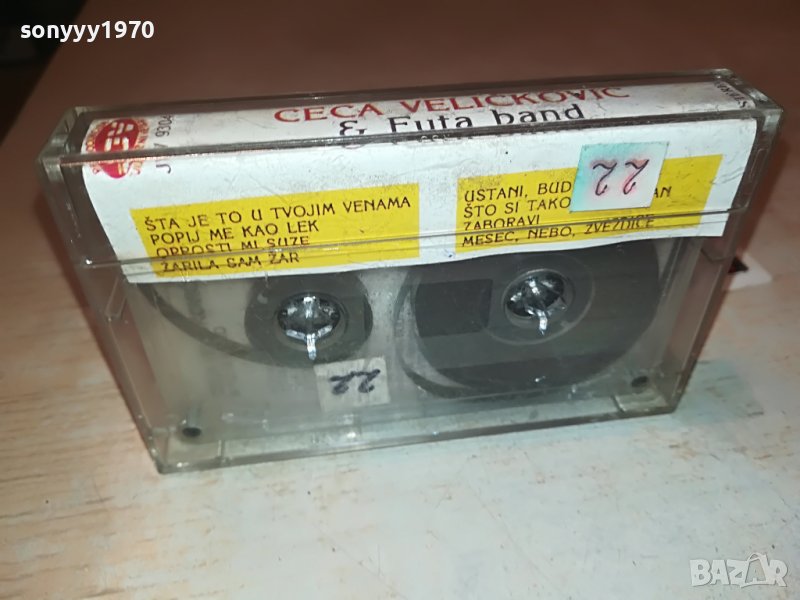 sonyyy1970
CECA VELIČKOVIĆ
& Futa band
ŠTA JE TO U TVOJIM VENAMA
POPIJ ME KAO LEK
OPROSTI MI SUZE
ŽARILA SAM ŽAR
USTANI, BUD
ŠTO SI TAKO
ZABORAVI
MESEC, NEBO, ZVEZDICE
22
22
BAZAR